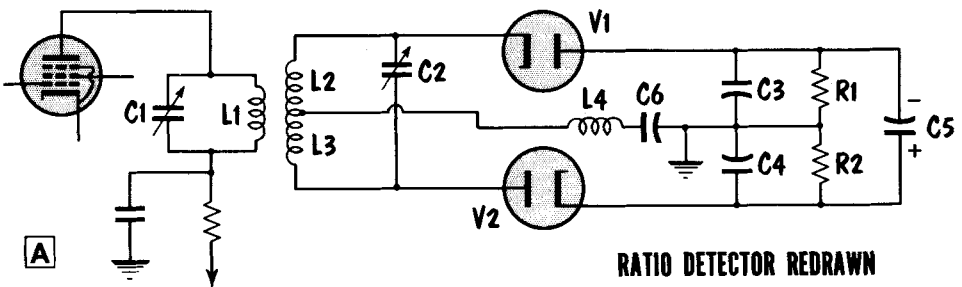 V1
C1
L1
L2
L3
C2
L4
C6
C3
R1
−
C5
+
C4
R2
V2
A
RATIO DETECTOR REDRAWN